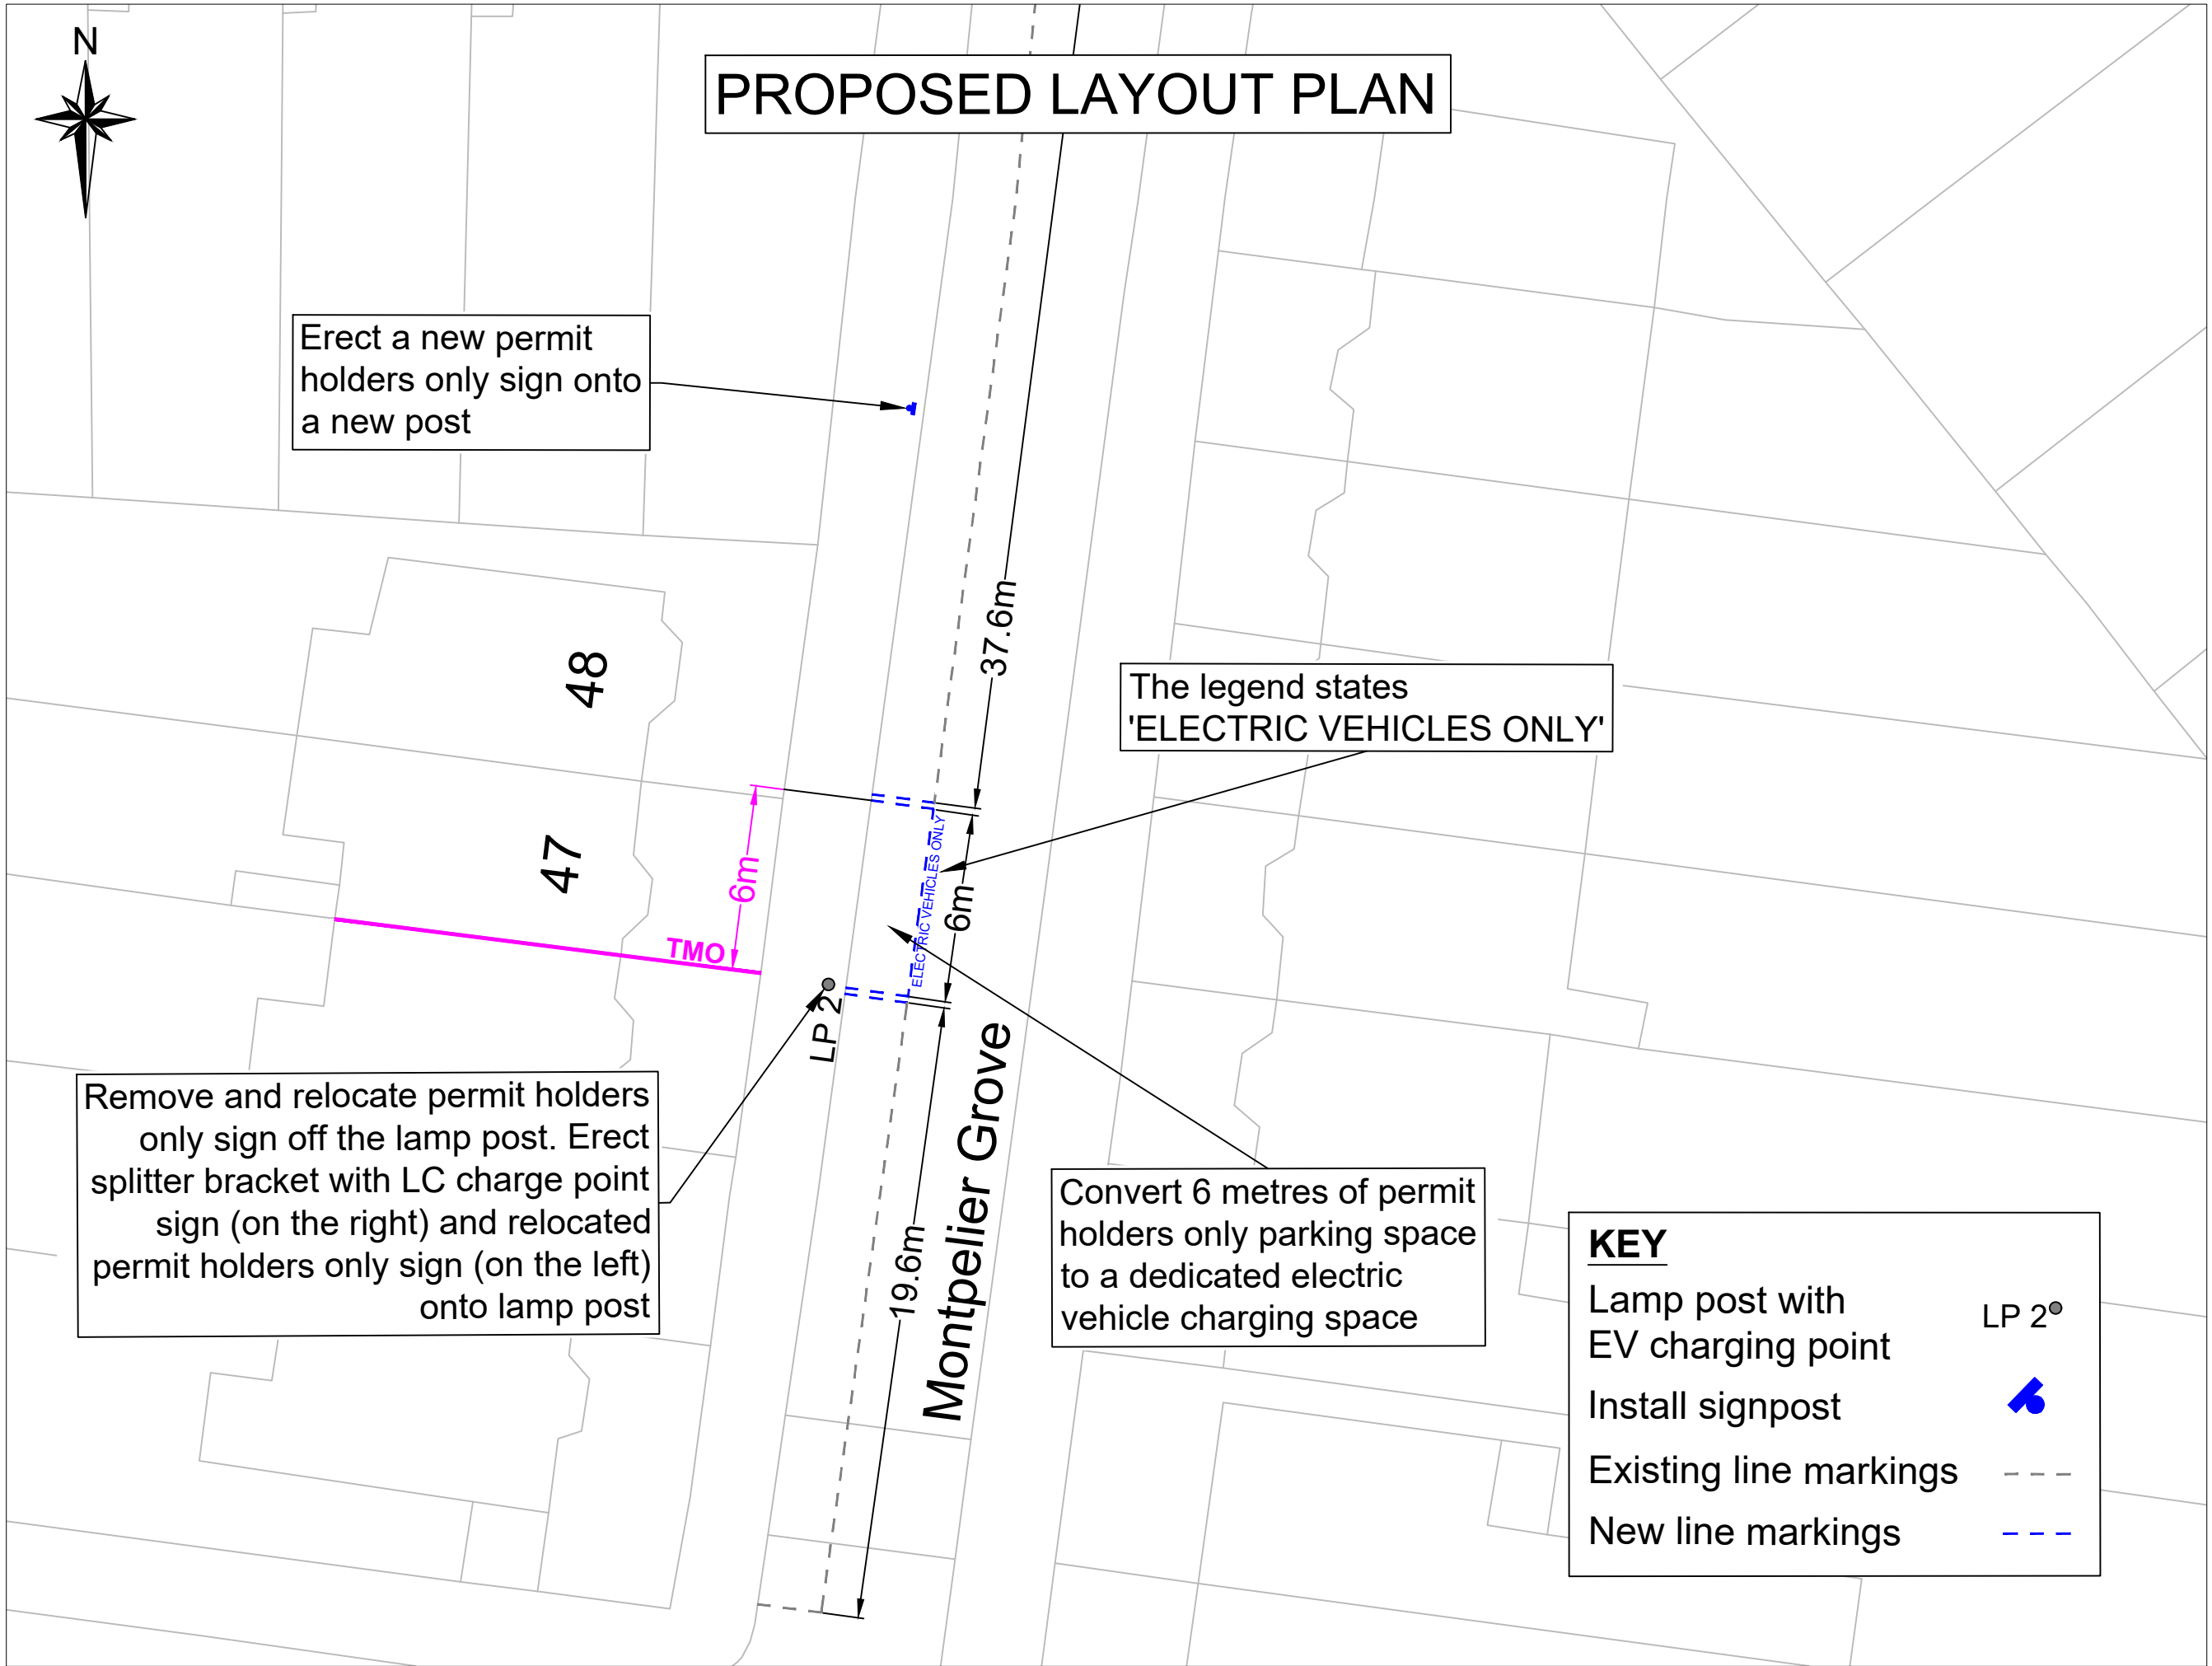 N
PROPOSED LAYOUT PLAN
Erect a new permit
holders only sign onto
a new post
37.6m
48
The legend states
'ELECTRIC VEHICLES ONLY'
47
6m
ELECTRIC VEHICLES ONLY
6m
TMO
LP 2
Montpelier Grove
Remove and relocate permit holders
only sign off the lamp post. Erect
splitter bracket with LC charge point
sign (on the right) and relocated
permit holders only sign (on the left)
onto lamp post
19.6m
Convert 6 metres of permit
holders only parking space
to a dedicated electric
vehicle charging space
KEY
Lamp post with
EV charging point
LP 2
Install signpost
Existing line markings
New line markings